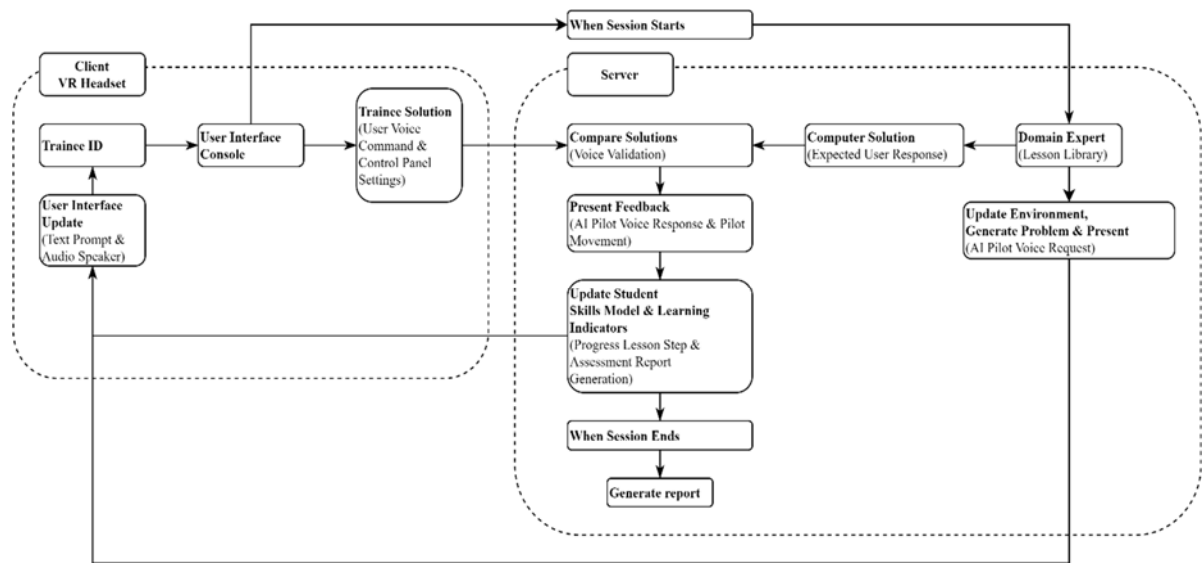 When Session Starts
Client
VR Headset
Server
Trainee ID
User Interface
Console
Trainee Solution
(User Voice
Command &
Control Panel
Settings)
Compare Solutions
(Voice Validation)
Computer Solution
(Expected User Response)
Domain Expert
(Lesson Library)
User Interface
Update
(Text Prompt &
Audio Speaker)
Present Feedback
(AI Pilot Voice Response & Pilot
Movement)
Update Environment,
Generate Problem & Present
(AI Pilot Voice Request)
Update Student
Skills Model & Learning
Indicators
(Progress Lesson Step &
Assessment Report
Generation)
When Session Ends
Generate report